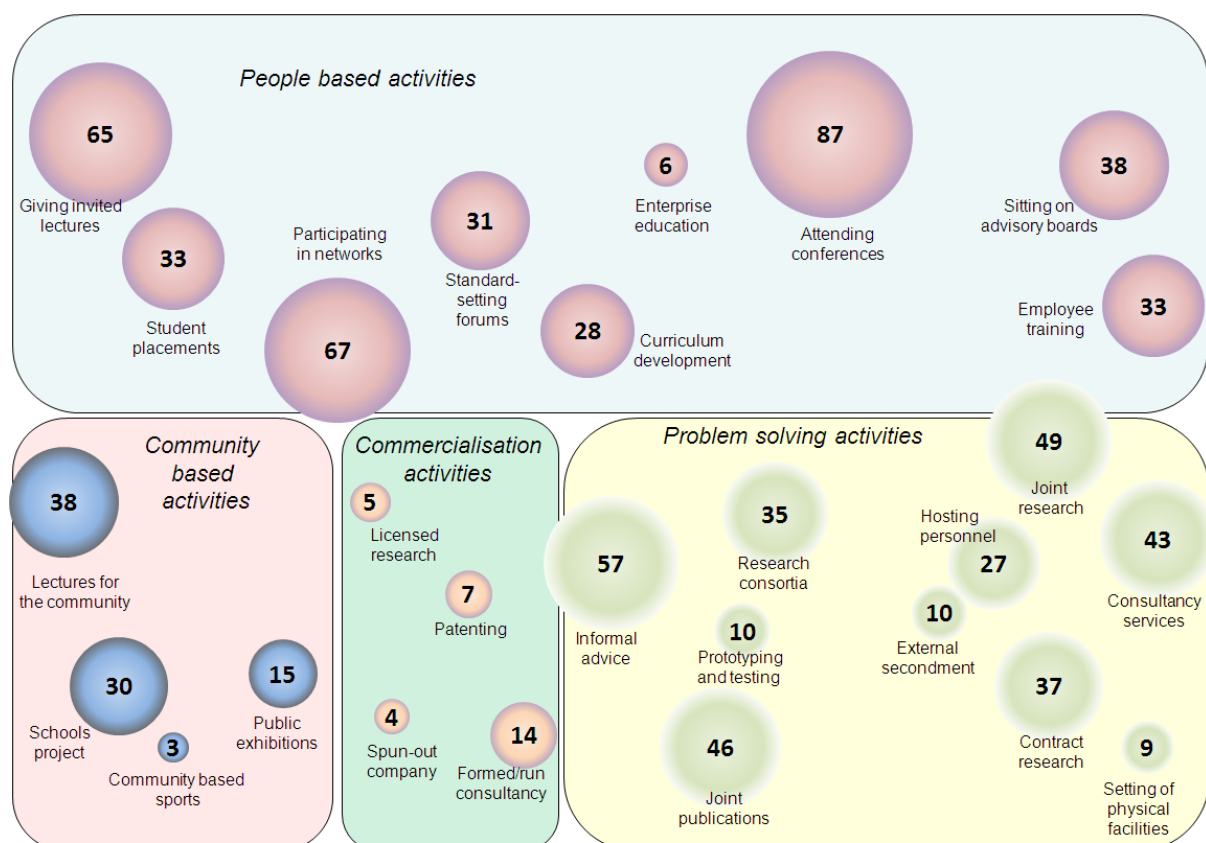 People based activities
65
Giving invited
lectures
33
Student
placements
Participating
in networks
67
31
Standard-
setting
forums
28
Curriculum
development
6
Enterprise
education
87
Attending
conferences
38
Sitting on
advisory boards
33
Employee
training
Community
based
activities
38
Lectures for
the community
30
Schools
project
3
Community based
sports
15
Public
exhibitions
Commercialisation
activities
5
Licensed
research
7
Patenting
4
Spun-out
company
14
Formed/run
consultancy
Problem solving activities
57
Informal
advice
35
Research
consortia
10
Prototyping
and testing
46
Joint
publications
49
Joint
research
Hosting
personnel
27
10
External
secondment
43
Consultancy
services
37
Contract
research
9
Setting of
physical
facilities